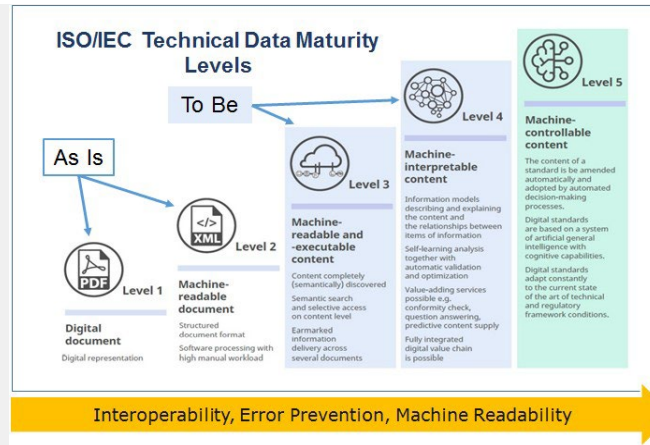 ISO/IEC Technical Data Maturity
Levels
To Be
As Is
PDF
Level 1
Digital
document
Digital representation
</>
XML
Level 2
Machine-
readable
document
Structured
document format
Software processing with
high manual workload
Level 3
Machine-
readable and
-executable
content
Content completely
(semantically) discovered
Semantic search
and selective access
on content level
Earmarked
information
delivery across
several documents
Level 4
Machine-
interpretable
content
Information models
describing and explaining
the content and
the relationships between
items of information
Self-learning analysis
together with
automatic validation
and optimization
Value-adding services
possible e.g.
conformity check,
question answering,
predictive content supply
Fully integrated
digital value chain
is possible
Level 5
Machine-
controllable
content
The content of a
standard is be amended
automatically and
adopted by automated
decision-making
processes.
Digital standards
are based on a system
of artificial general
intelligence with
cognitive capabilities.
Digital standards
adapt constantly
to the current state
of the art of technical
and regulatory
framework conditions.
Interoperability, Error Prevention, Machine Readability